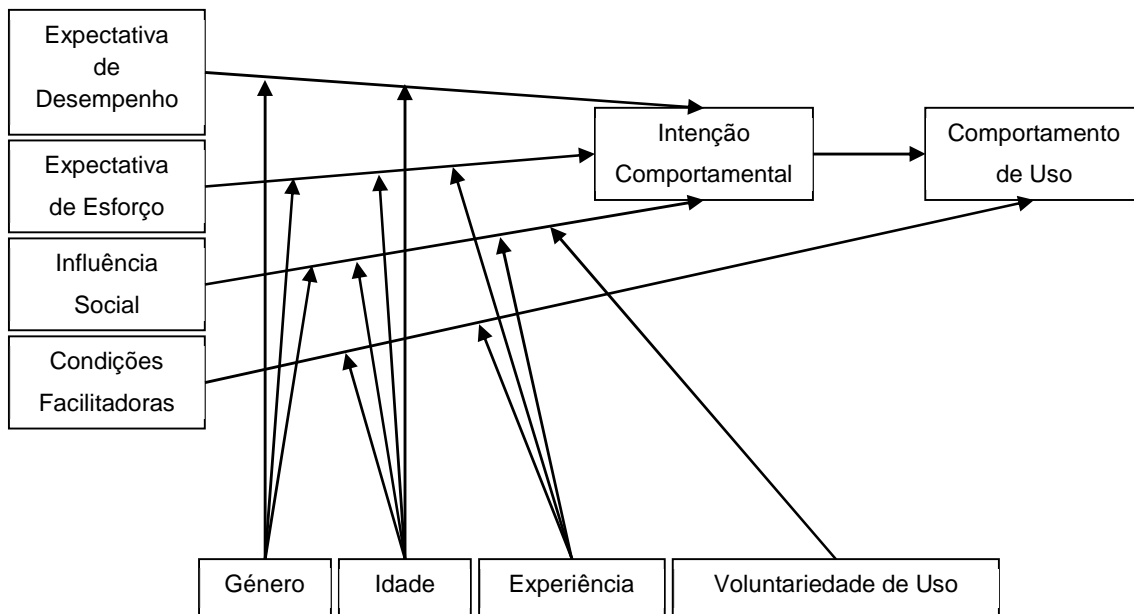 Expectativa
de
Desempenho
Expectativa
de Esforço
Influência
Social
Condições
Facilitadoras
Intenção
Comportamental
Comportamento
de Uso
Género
Idade
Experiência
Voluntariedade de Uso